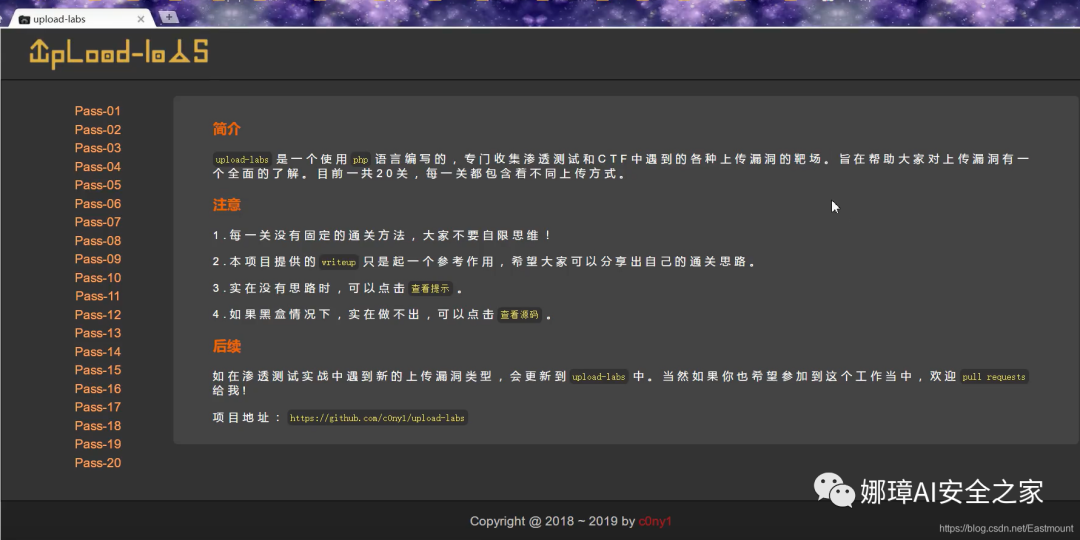 upload-labs
UpLoad-labS
Pass-01
Pass-02
Pass-03
Pass-04
Pass-05
Pass-06
Pass-07
Pass-08
Pass-09
Pass-10
Pass-11
Pass-12
Pass-13
Pass-14
Pass-15
Pass-16
Pass-17
Pass-18
Pass-19
Pass-20
简介
upload-labs 是一个使用 php 语言编写的，专门收集渗透测试和CTF中遇到的各种上传漏洞的靶场。旨在帮助大家对上传漏洞有一
个全面的了解。目前一共20关，每一关都包含着不同上传方式。
注意
1.每一关没有固定的通关方法，大家不要自限思维！
2.本项目提供的 writeup 只是起一个参考作用，希望大家可以分享出自己的通关思路。
3.实在没有思路时，可以点击 查看提示 。
4.如果黑盒情况下，实在做不出，可以点击 查看源码 。
后续
如在渗透测试实战中遇到新的上传漏洞类型，会更新到 upload-labs 中。当然如果你也希望参加到这个工作当中，欢迎 pull requests
给我！
项目地址： https://github.com/c0ny1/upload-labs
娜璋AI安全之家
Copyright @ 2018 ~ 2019 by c0ny1
https://blog.csdn.net/Eastmount